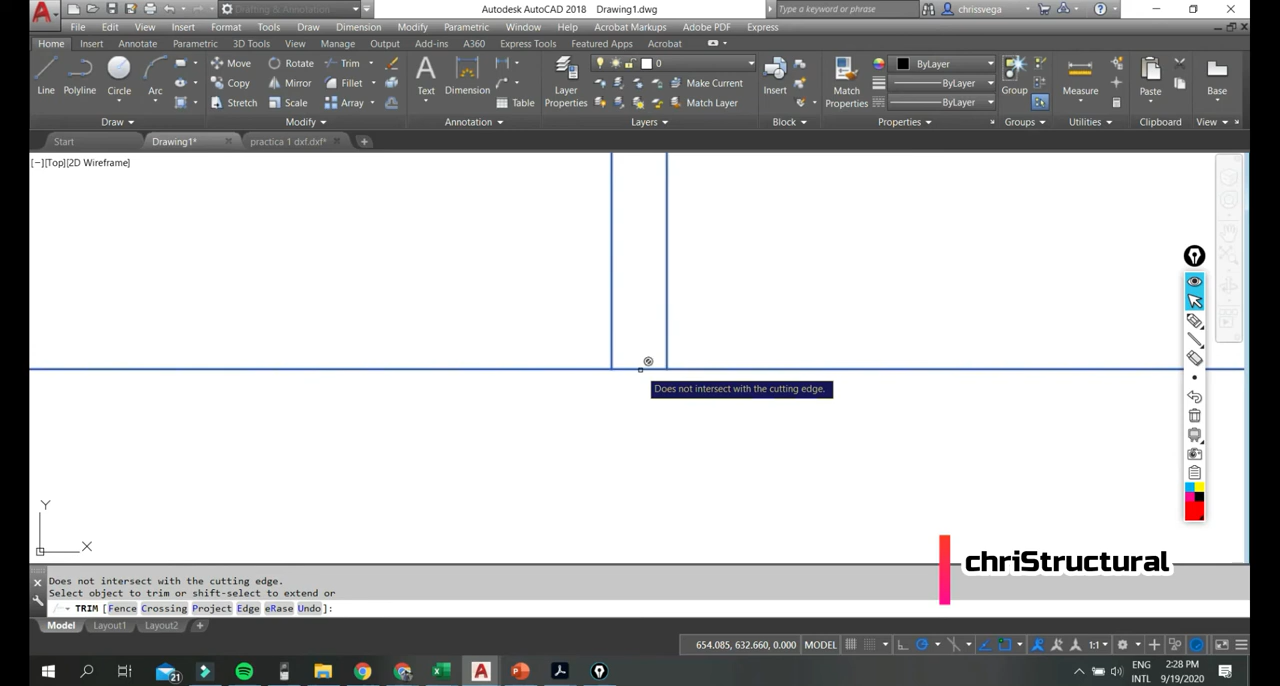 Drafting & Annotation
Autodesk AutoCAD 2018 Drawing1.dwg
Type a keyword or phrase
chrissvega
File Edit View Insert Format Tools Draw Dimension Modify Parametric Window Help Acrobat Markups Adobe PDF Express
Home Insert Annotate Parametric 3D Tools View Manage Output Add-ins A360 Express Tools Featured Apps Acrobat
Line Polyline Circle Arc
Move Rotate Trim
Copy Mirror Fillet
Stretch Scale Array
Text Dimension Table
Layer Properties
0
Make Current
Match Layer
Insert
Match Properties
ByLayer
ByLayer
ByLayer
Group
Measure
Paste
Base
Draw Modify Annotation Layers Block Properties Groups Utilities Clipboard View
Start Drawing1* practica 1 dxf.dxf*
[−][Top][2D Wireframe]
Does not intersect with the cutting edge.
Y
X
chriStructural
Does not intersect with the cutting edge.
Select object to trim or shift-select to extend or
TRIM [Fence Crossing Project Edge eRase Undo]:
Model Layout1 Layout2
654.085, 632.660, 0.000 MODEL 1:1
21
ENG
INTL
2:28 PM
9/19/2020